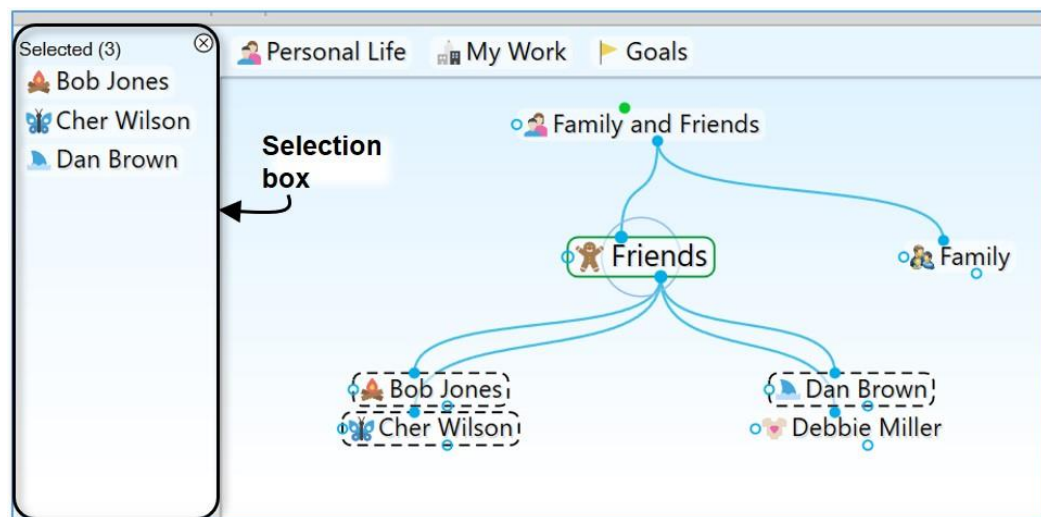 Selected (3)
Bob Jones
Cher Wilson
Dan Brown
Selection
box
Personal Life My Work Goals
Family and Friends
Friends
Family
Bob Jones
Dan Brown
Cher Wilson
Debbie Miller